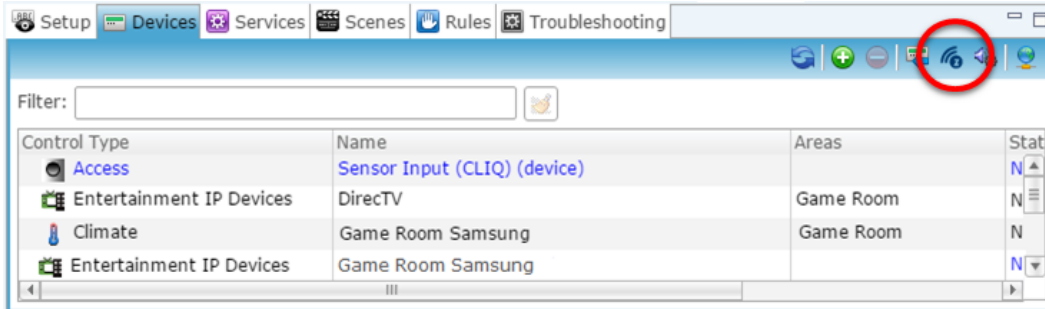 Setup Devices Services Scenes Rules Troubleshooting
Filter:
Control Type Name Areas Stat
Access Sensor Input (CLIQ) (device) N
Entertainment IP Devices DirecTV Game Room N
Climate Game Room Samsung Game Room N
Entertainment IP Devices Game Room Samsung N